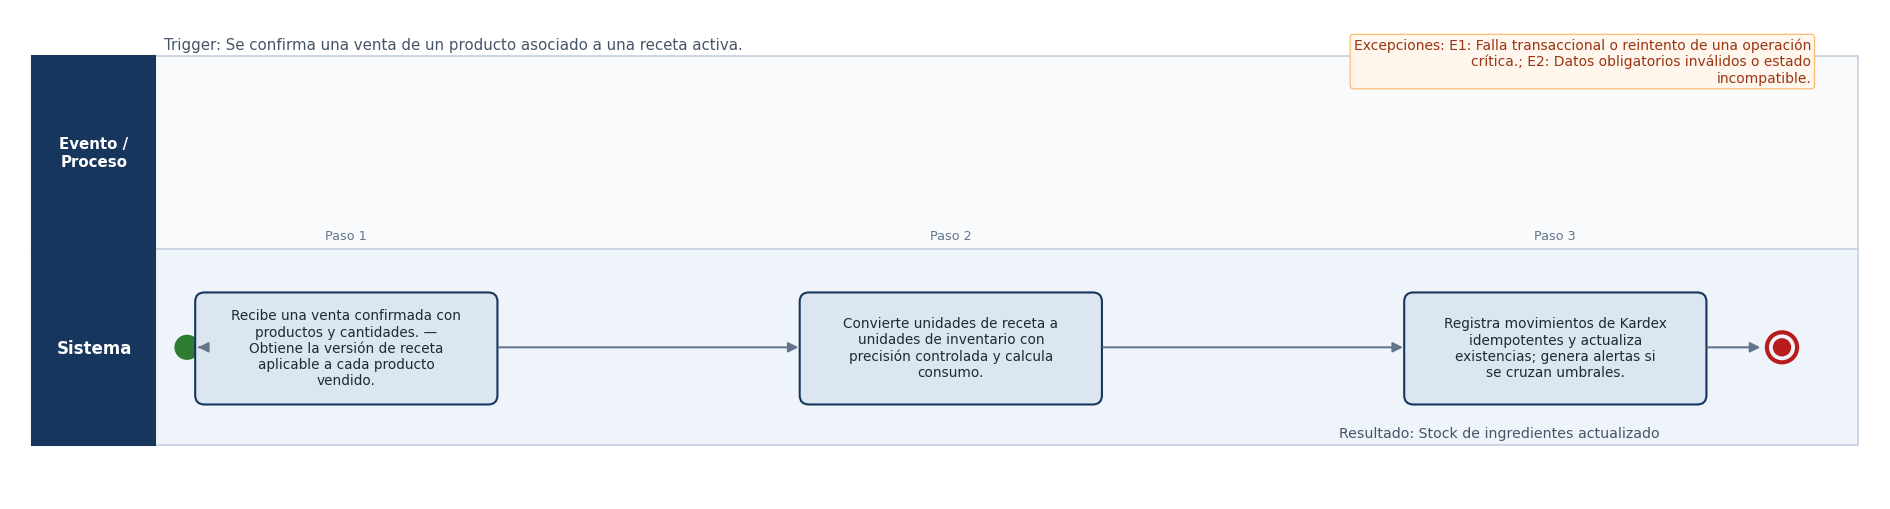 Trigger: Se confirma una venta de un producto asociado a una receta activa.
Excepciones: E1: Falla transaccional o reintento de una operación
crítica.; E2: Datos obligatorios inválidos o estado
incompatible.
Evento /
Proceso
Paso 1
Paso 2
Paso 3
Sistema
Recibe una venta confirmada con
productos y cantidades. —
Obtiene la versión de receta
aplicable a cada producto
vendido.
Convierte unidades de receta a
unidades de inventario con
precisión controlada y calcula
consumo.
Registra movimientos de Kardex
idempotentes y actualiza
existencias; genera alertas si
se cruzan umbrales.
Resultado: Stock de ingredientes actualizado